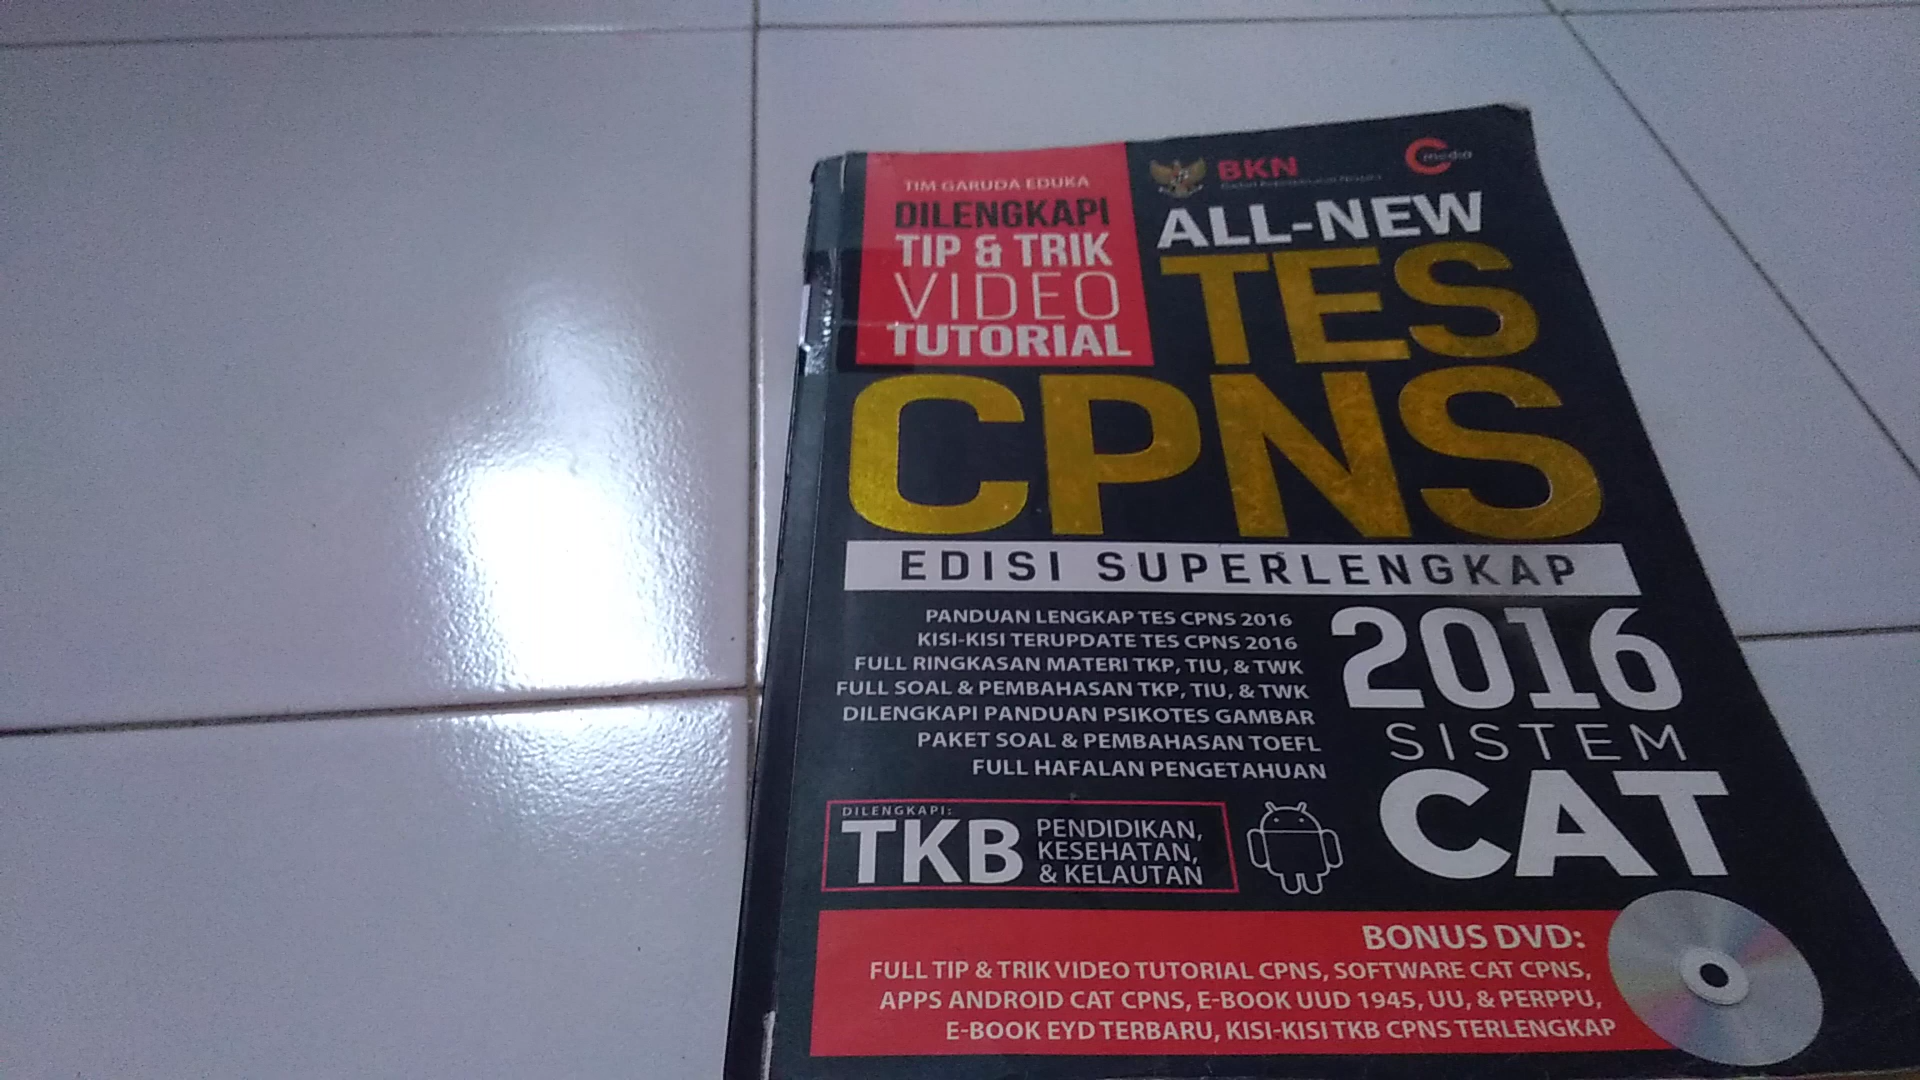 TIM GARUDA EDUKA
DILENGKAPI
TIP & TRIK
VIDEO
TUTORIAL
BKN
Badan Kepegawaian Negara
C media
ALL-NEW
TES
CPNS
EDISI SUPERLENGKAP
PANDUAN LENGKAP TES CPNS 2016
KISI-KISI TERUPDATE TES CPNS 2016
FULL RINGKASAN MATERI TKP, TIU, & TWK
FULL SOAL & PEMBAHASAN TKP, TIU, & TWK
DILENGKAPI PANDUAN PSIKOTES GAMBAR
PAKET SOAL & PEMBAHASAN TOEFL
FULL HAFALAN PENGETAHUAN
2016
SISTEM
CAT
DILENGKAPI:
TKB
PENDIDIKAN,
KESEHATAN,
& KELAUTAN
BONUS DVD:
FULL TIP & TRIK VIDEO TUTORIAL CPNS, SOFTWARE CAT CPNS,
APPS ANDROID CAT CPNS, E-BOOK UUD 1945, UU, & PERPPU,
E-BOOK EYD TERBARU, KISI-KISI TKB CPNS TERLENGKAP